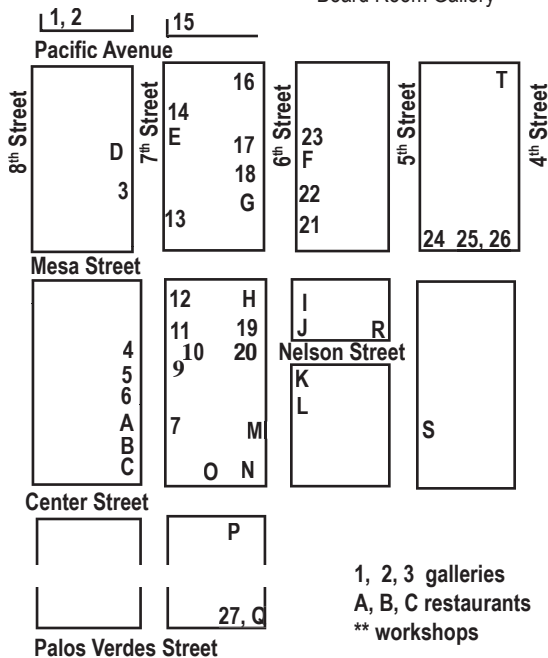 Board Room Gallery
1, 2
15
Pacific Avenue
8th Street
7th Street
6th Street
5th Street
4th Street
16
T
14
E
D
17
23
F
3
18
G
22
13
21
24 25, 26
Mesa Street
12 H
I
11 19
J R
4
10 20
Nelson Street
5
9
K
6
L
A
7
M
S
B
C
O N
Center Street
P
1, 2, 3 galleries
A, B, C restaurants
27, Q
** workshops
Palos Verdes Street